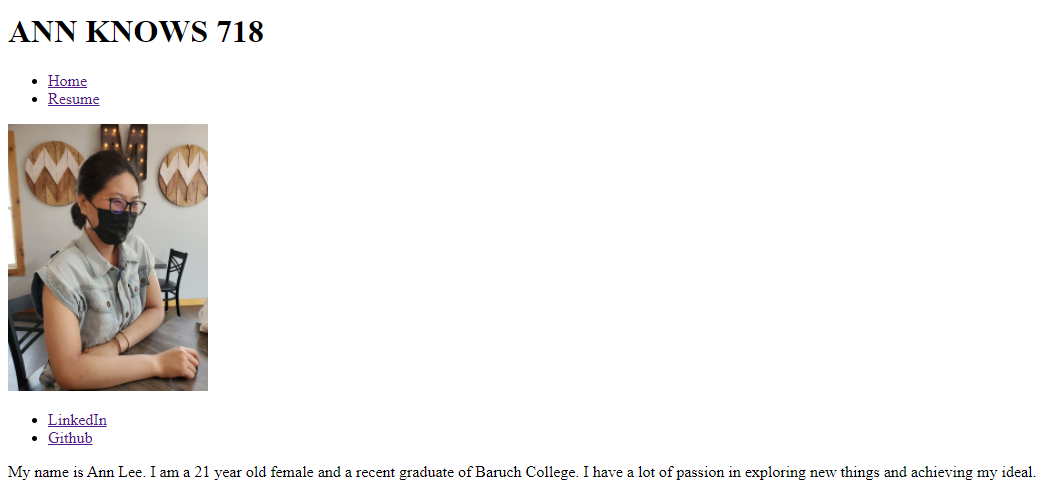 ANN KNOWS 718
Home
Resume
M
LinkedIn
Github
My name is Ann Lee. I am a 21 year old female and a recent graduate of Baruch College. I have a lot of passion in exploring new things and achieving my ideal.